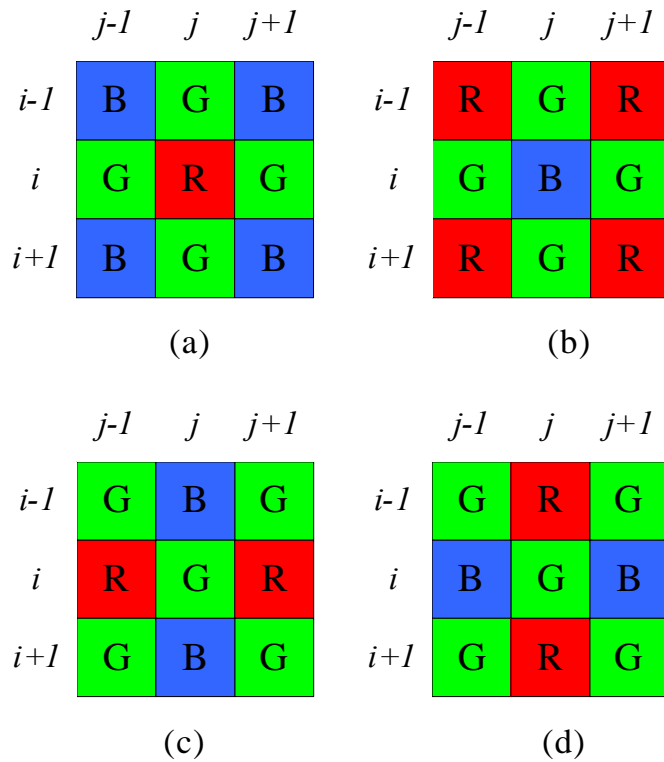 j-1 j j+1 j-1 j j+1
i-1 B G B i-1 R G R
i G R G i G B G
i+1 B G B i+1 R G R
(a) (b)
j-1 j j+1 j-1 j j+1
i-1 G B G i-1 G R G
i R G R i B G B
i+1 G B G i+1 G R G
(c) (d)